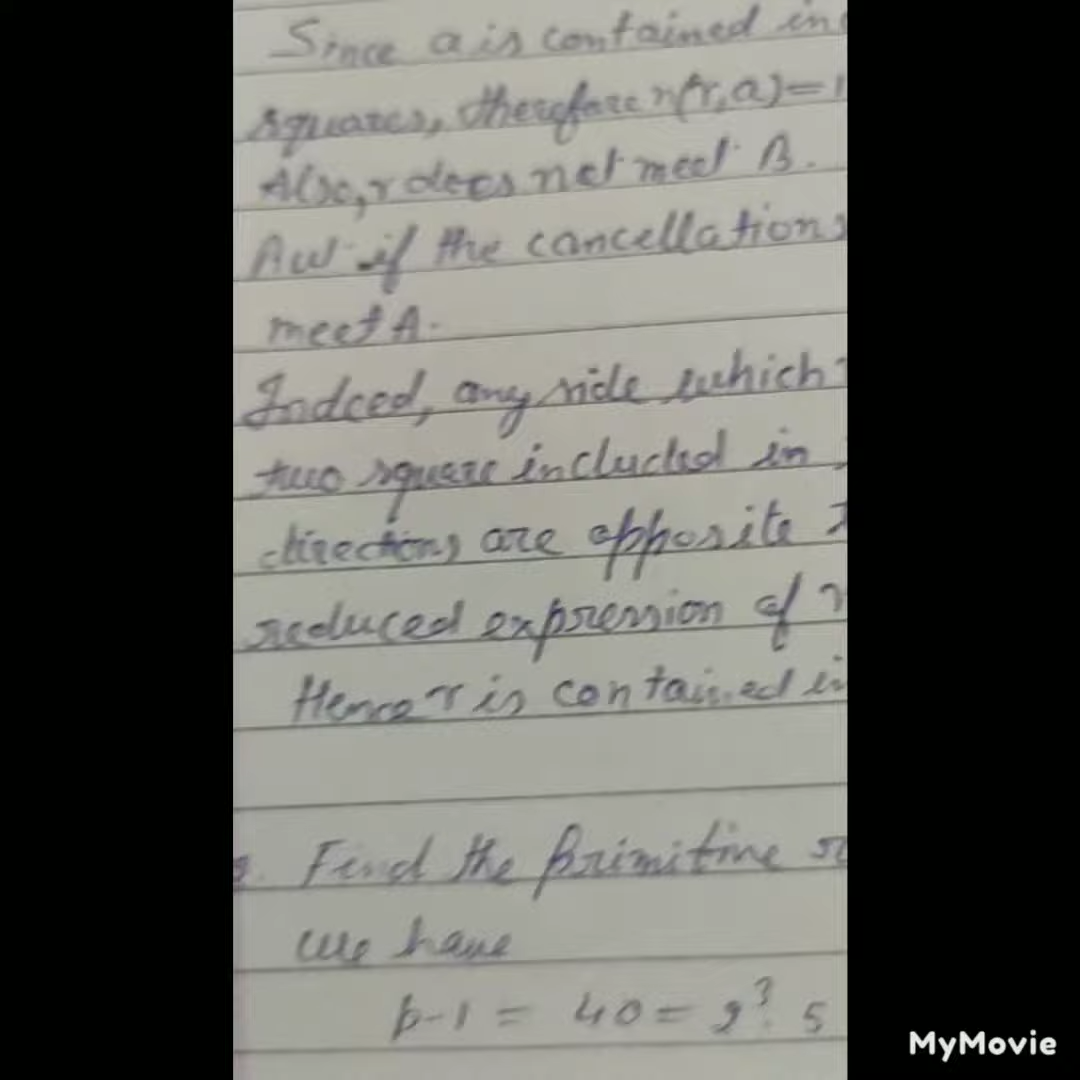 Since a is contained in
squares, therefore n(r,a)=1
Also, r does not meet B.
Aw if the cancellations
meet A.
Indeed, any side which
two square included in
directions are opposite
reduced expression of r
Hence r is contained in
Find the primitive
we have
p-1 = 40 = 2³. 5
MyMovie